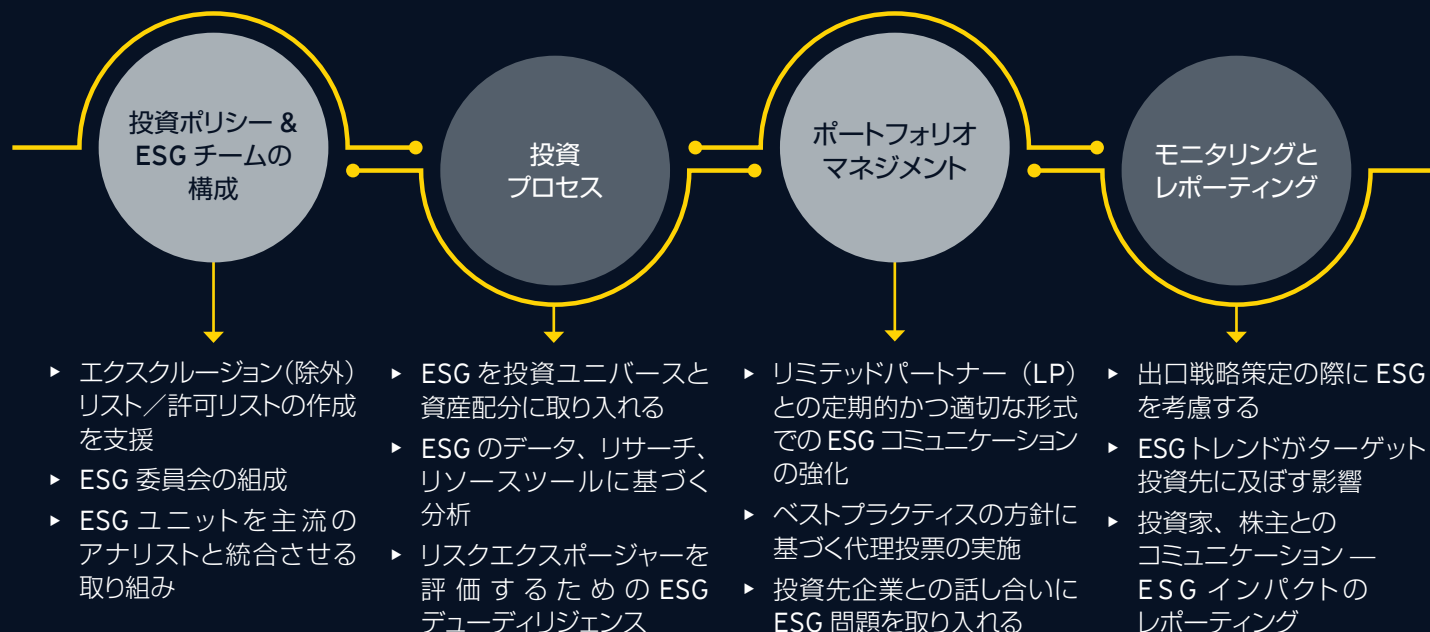 投資ポリシー &
ESG チームの
構成
投資
プロセス
ポートフォリオ
マネジメント
モニタリングと
レポーティング
▸ エクスクルージョン（除外）
リスト／許可リストの作成
を支援
▸ ESG 委員会の組成
▸ ESG ユニットを主流の
アナリストと統合させる
取り組み
▸ ESG を投資ユニバースと
資産配分に取り入れる
▸ ESG のデータ、リサーチ、
リソースツールに基づく
分析
▸ リスクエクスポージャーを
評価するための ESG
デューディリジェンス
▸ リミテッドパートナー（LP）
との定期的かつ適切な形式
での ESG コミュニケーション
の強化
▸ ベストプラクティスの方針に
基づく代理投票の実施
▸ 投資先企業との話し合いに
ESG 問題を取り入れる
▸ 出口戦略策定の際に ESG
を考慮する
▸ ESG トレンドがターゲット
投資先に及ぼす影響
▸ 投資家、株主との
コミュニケーション ―
ESG インパクトの
レポーティング